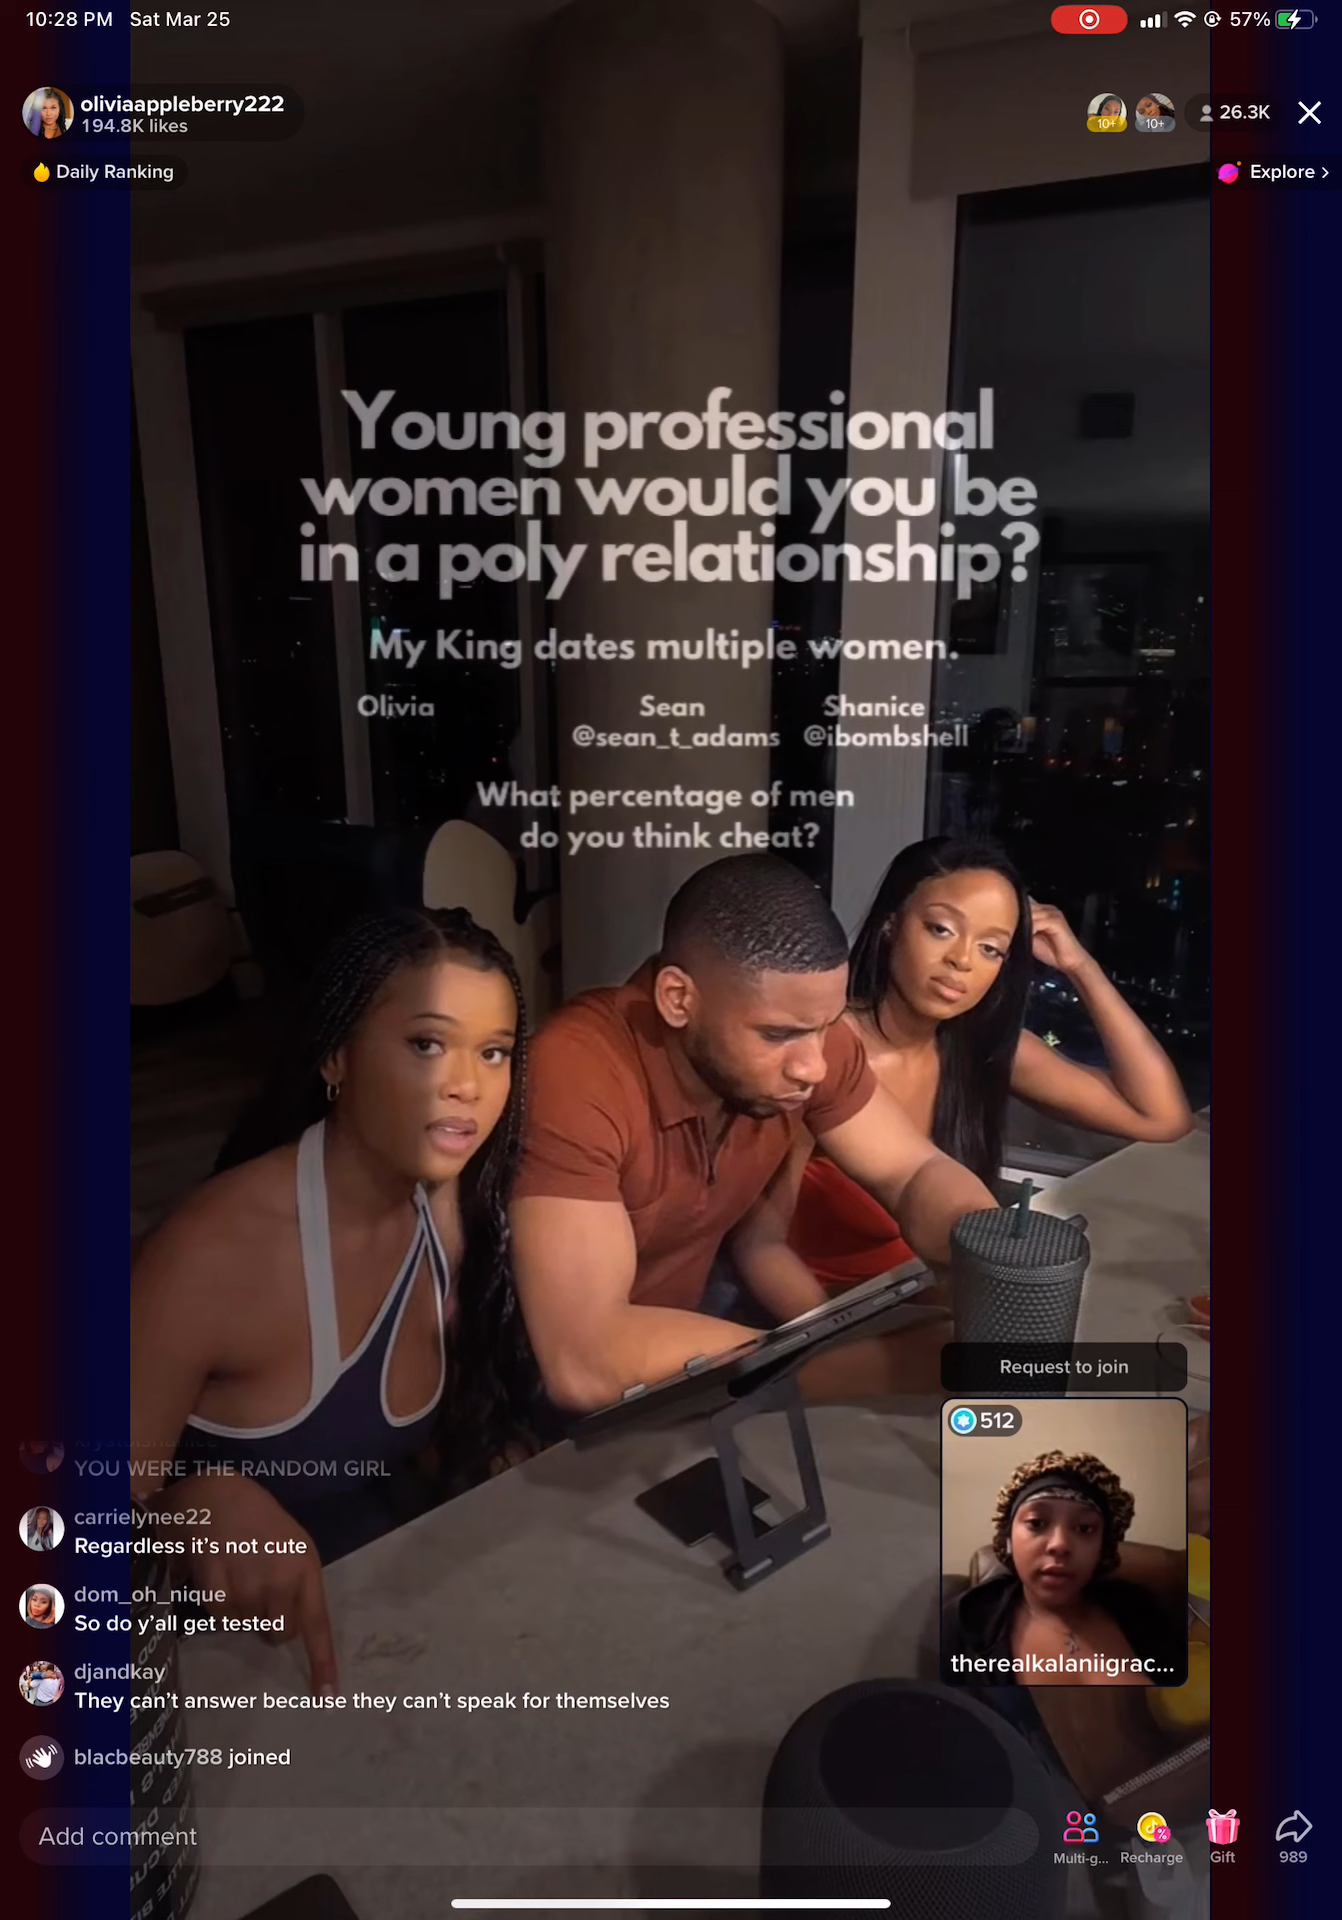 10:28 PM Sat Mar 25
57%
oliviaappleberry222
194.8K likes
10+
10+
26.3K
Daily Ranking
Explore >
Young professional
women would you be
in a poly relationship?
My King dates multiple women.
Olivia Sean Shanice
@sean_t_adams @ibombshell
What percentage of men
do you think cheat?
Request to join
512
therealkalaniigrac...
YOU WERE THE RANDOM GIRL
carrielynee22
Regardless it's not cute
dom_oh_nique
So do y'all get tested
djandkay
They can't answer because they can't speak for themselves
blacbeauty788 joined
Add comment
Multi-g...
Recharge
Gift
989